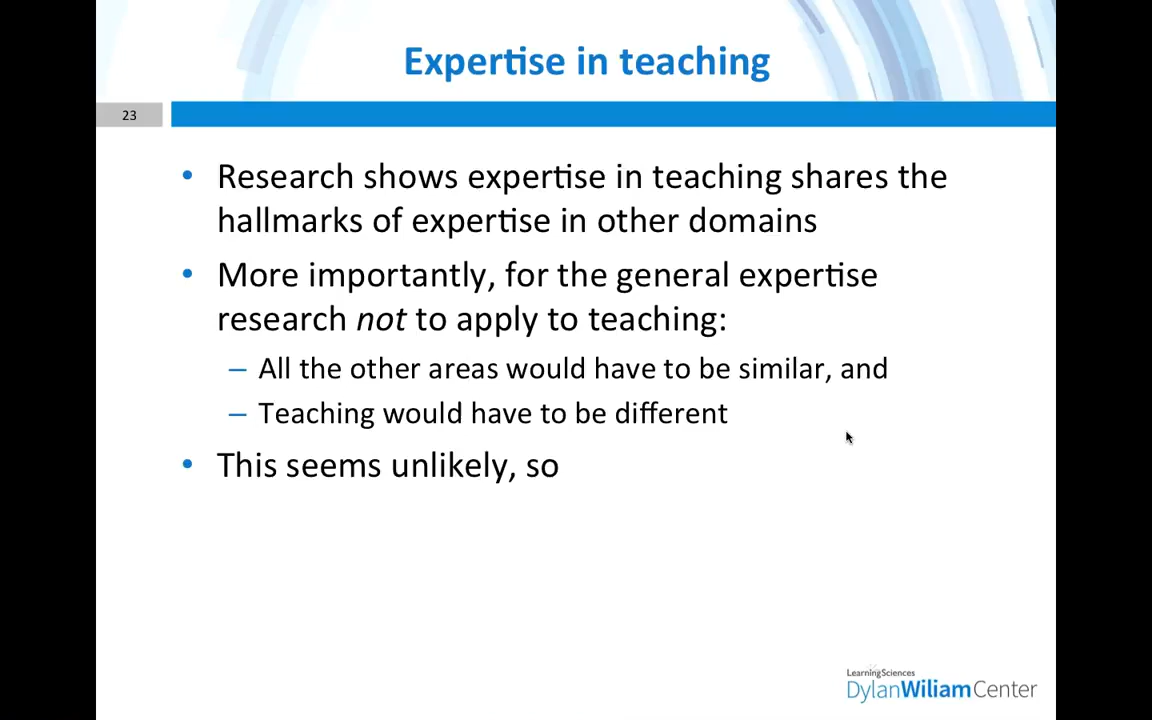 Expertise in teaching
23
• Research shows expertise in teaching shares the
hallmarks of expertise in other domains
• More importantly, for the general expertise
research not to apply to teaching:
– All the other areas would have to be similar, and
– Teaching would have to be different
• This seems unlikely, so
LearningSciences
DylanWiliamCenter